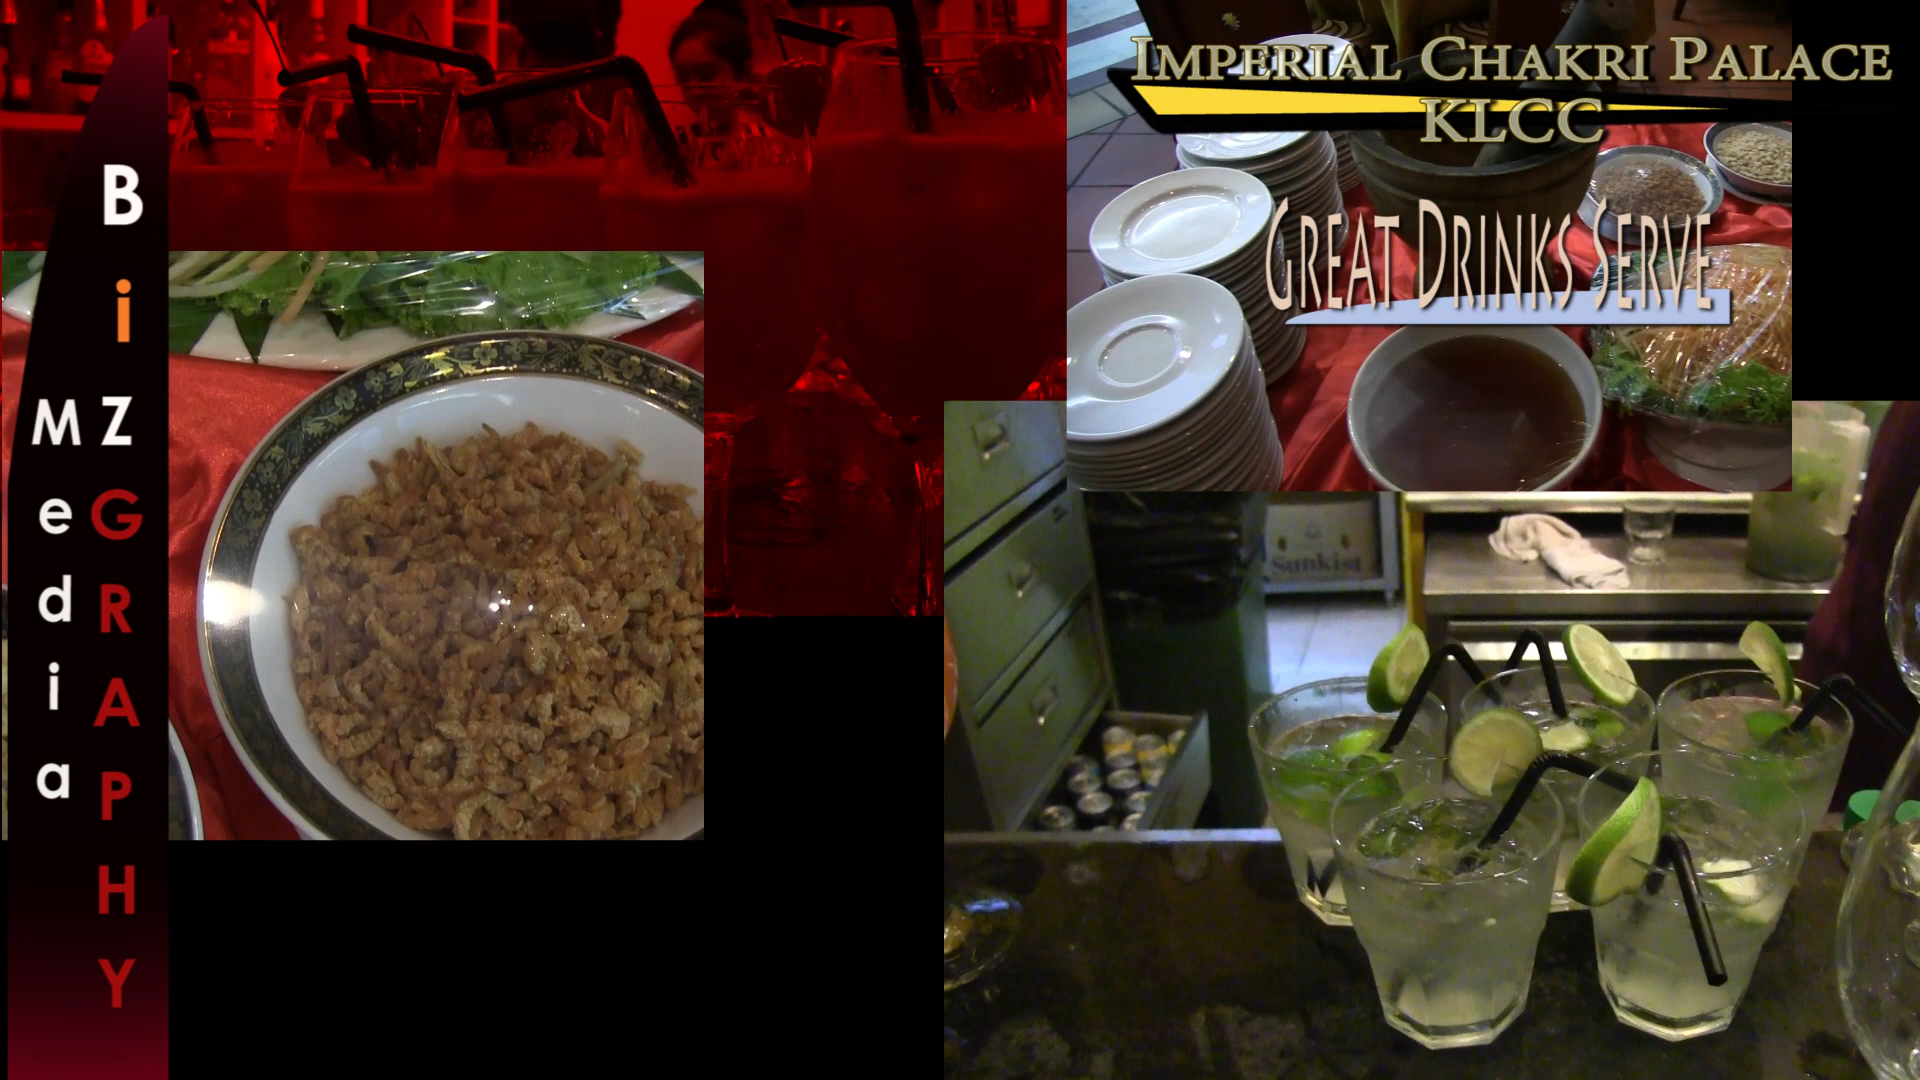 BiZGRAPHY
Media
IMPERIAL CHAKRI PALACE
KLCC
GREAT DRINKS SERVE
Sunkist